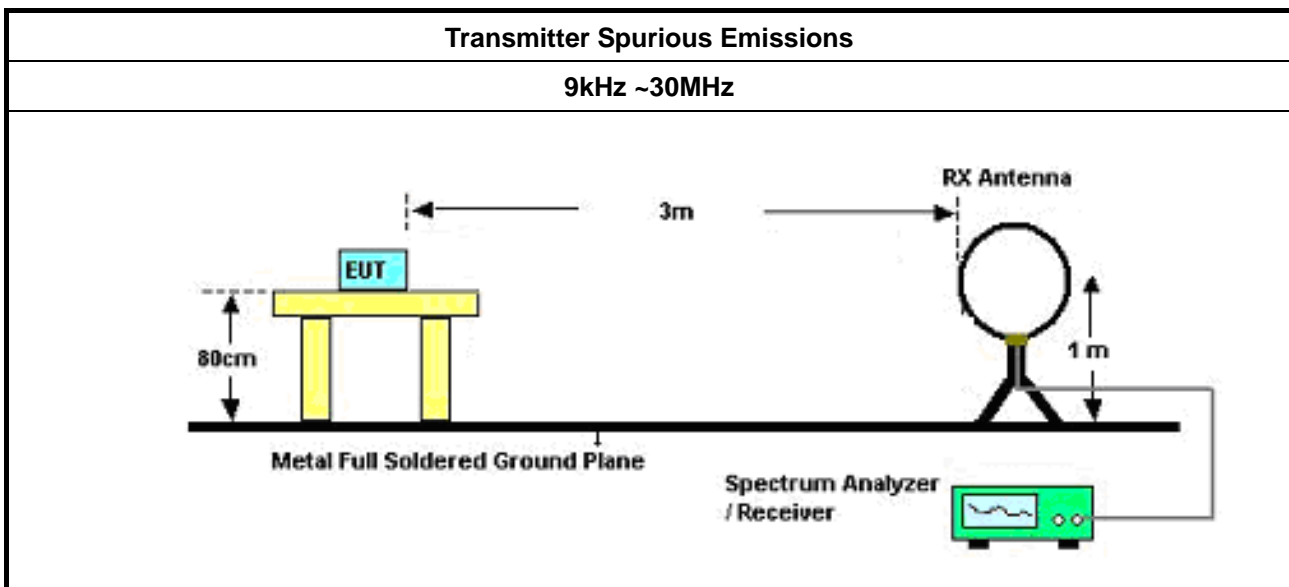 Transmitter Spurious Emissions
9kHz ~30MHz
RX Antenna
3m
EUT
80cm
1 m
Metal Full Soldered Ground Plane
Spectrum Analyzer
/ Receiver